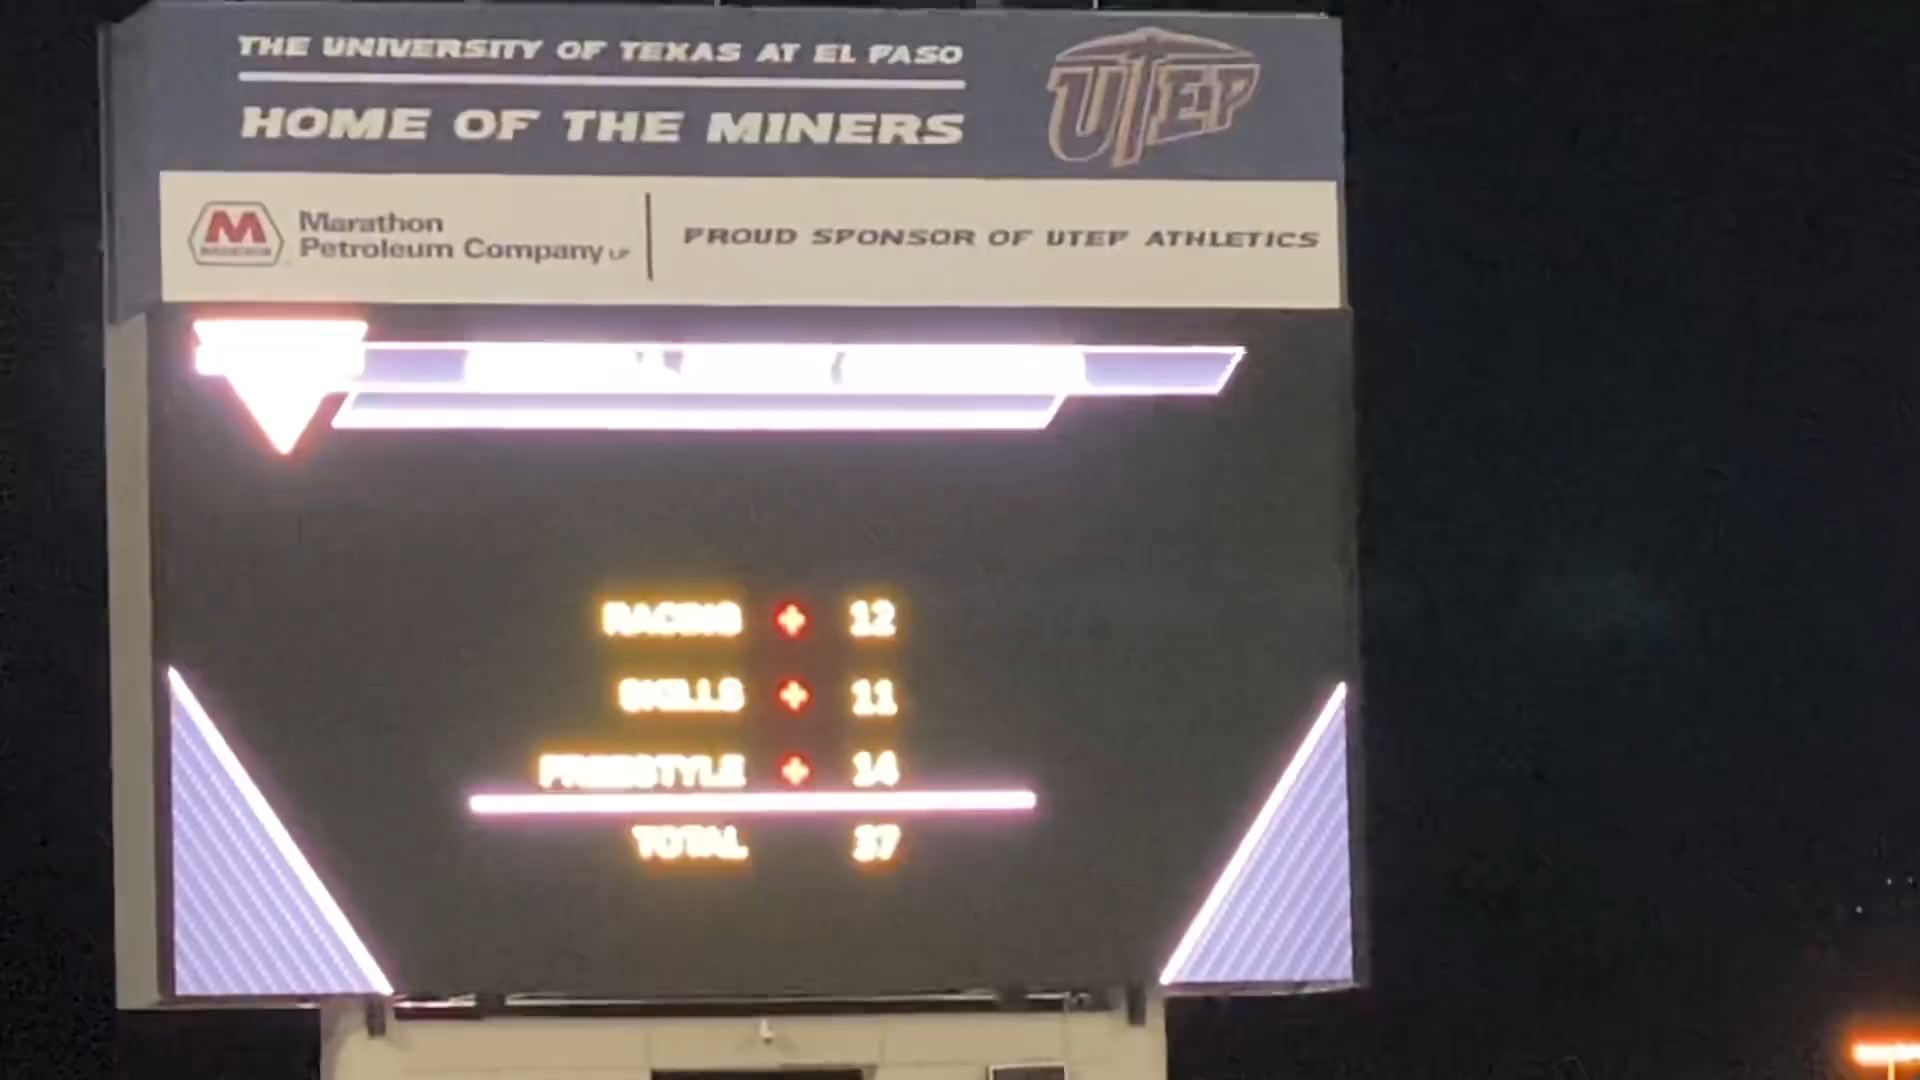 THE UNIVERSITY OF TEXAS AT EL PASO
HOME OF THE MINERS
UTEP
M
MARATHON
Marathon
Petroleum Company LP
PROUD SPONSOR OF UTEP ATHLETICS
RACING + 12
SKILLS + 11
FREESTYLE + 14
TOTAL 37